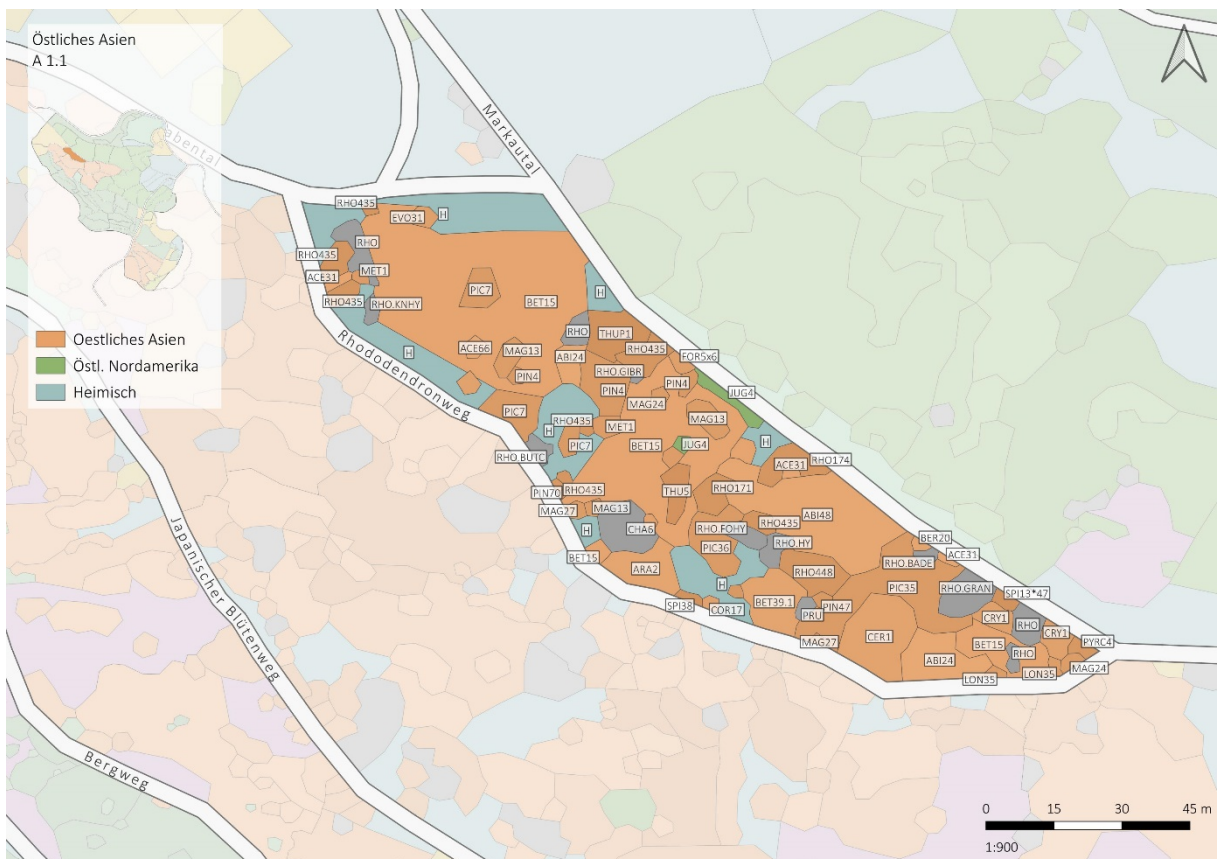 Östliches Asien
A 1.1
abental
Markautal
RHO435
EVO31
H
RHO
RHO435
MET1
ACE31
RHO435
RHO.KNHY
PIC7
BET15
H
Oestliches Asien
Östl. Nordamerika
Heimisch
Rhododendronweg
H
ACE66
MAG13
PIN4
ABI24
RHO
THUP1
RHO435
FOR5x6
RHO.GIBR
PIN4
PIN4
MAG24
JUG4
PIC7
RHO435
H
MET1
MAG13
PIC7
BET15
JUG4
H
RHO.BUTC
ACE31
RHO174
PIN70
RHO435
THU5
RHO171
MAG27
MAG13
ABI48
H
CHA6
RHO.FOHY
RHO435
RHO.HY
BET15
ARA2
PIC36
H
RHO448
BER20
ACE31
RHO.BADE
PIC35
RHO.GRAN
SPI13*47
SPI38
COR17
BET39.1
PIN47
PRU
CRY1
RHO
CRY1
MAG27
CER1
BET15
RHO
PYRC4
ABI24
MAG24
LON35
LON35
Japanischer Blütenweg
Bergweg
0 15 30 45 m
1:900